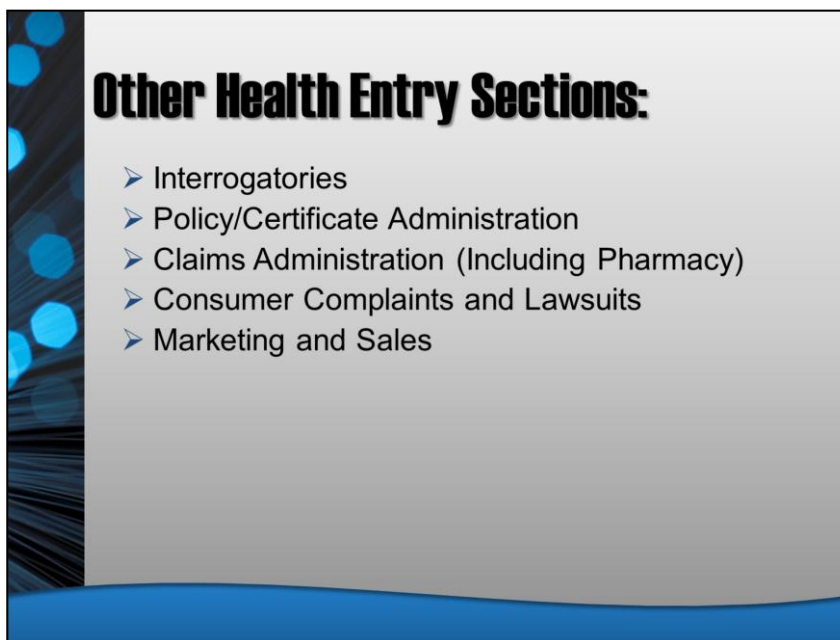 Other Health Entry Sections:
➢ Interrogatories
➢ Policy/Certificate Administration
➢ Claims Administration (Including Pharmacy)
➢ Consumer Complaints and Lawsuits
➢ Marketing and Sales